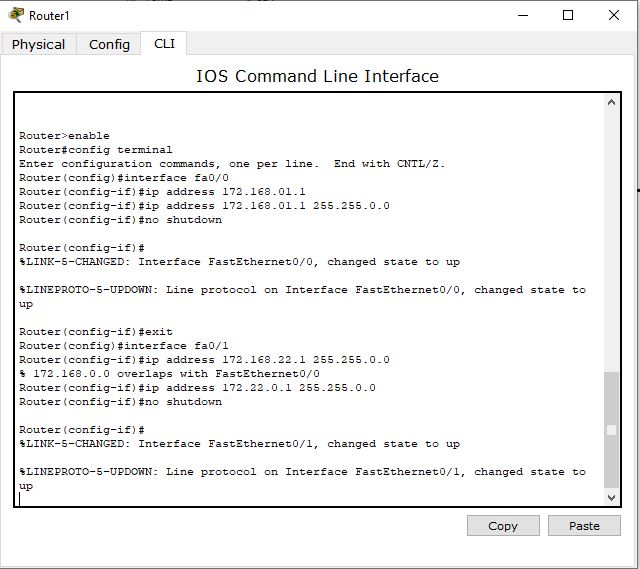 Router1
Physical Config CLI
IOS Command Line Interface
Router>enable
Router#config terminal
Enter configuration commands, one per line.  End with CNTL/Z.
Router(config)#interface fa0/0
Router(config-if)#ip address 172.168.01.1
Router(config-if)#ip address 172.168.01.1 255.255.0.0
Router(config-if)#no shutdown
Router(config-if)#
%LINK-5-CHANGED: Interface FastEthernet0/0, changed state to up
%LINEPROTO-5-UPDOWN: Line protocol on Interface FastEthernet0/0, changed state to
up
Router(config-if)#exit
Router(config)#interface fa0/1
Router(config-if)#ip address 172.168.22.1 255.255.0.0
% 172.168.0.0 overlaps with FastEthernet0/0
Router(config-if)#ip address 172.22.0.1 255.255.0.0
Router(config-if)#no shutdown
Router(config-if)#
%LINK-5-CHANGED: Interface FastEthernet0/1, changed state to up
%LINEPROTO-5-UPDOWN: Line protocol on Interface FastEthernet0/1, changed state to
up
Copy Paste